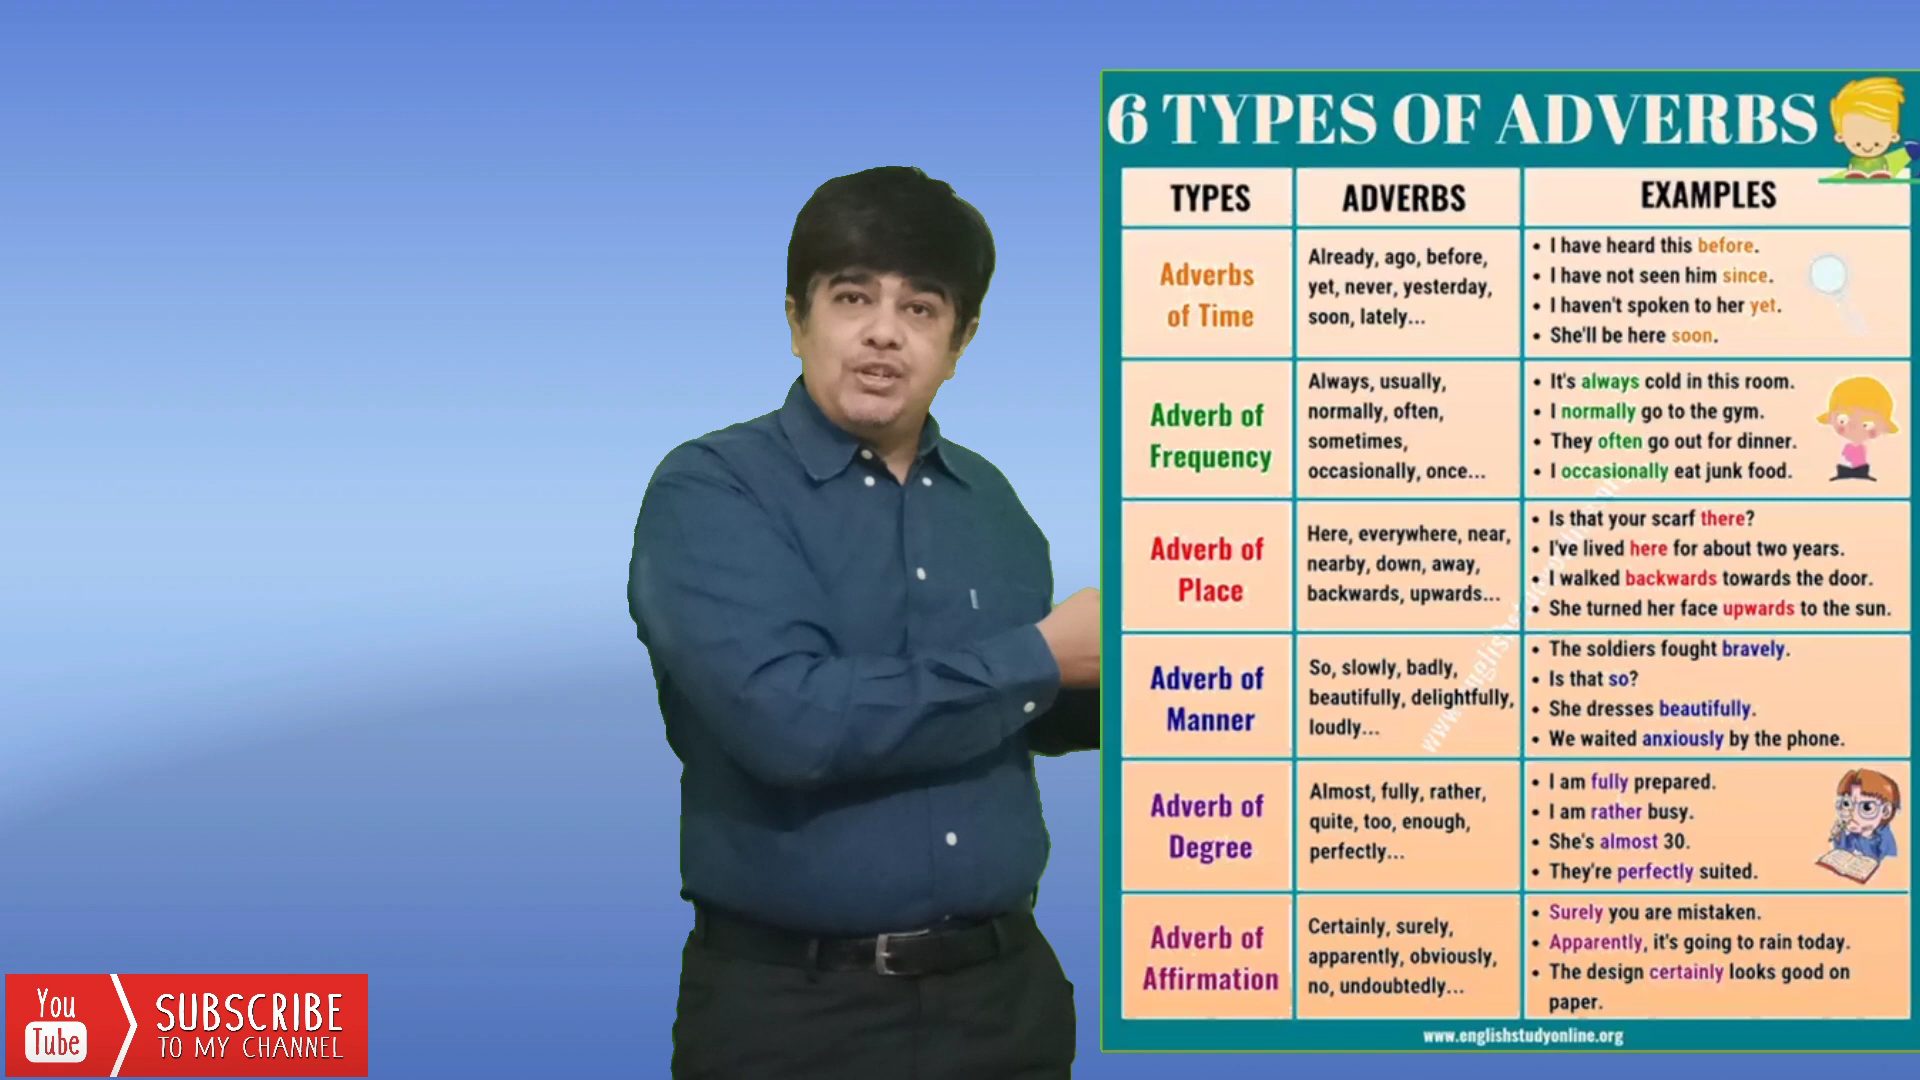 6 TYPES OF ADVERBS
TYPES
ADVERBS
EXAMPLES
Adverbs
of Time
Already, ago, before,
yet, never, yesterday,
soon, lately...
• I have heard this before.
• I have not seen him since.
• I haven't spoken to her yet.
• She'll be here soon.
Adverb of
Frequency
Always, usually,
normally, often,
sometimes,
occasionally, once...
• It's always cold in this room.
• I normally go to the gym.
• They often go out for dinner.
• I occasionally eat junk food.
Adverb of
Place
Here, everywhere, near,
nearby, down, away,
backwards, upwards...
• Is that your scarf there?
• I've lived here for about two years.
• I walked backwards towards the door.
• She turned her face upwards to the sun.
Adverb of
Manner
So, slowly, badly,
beautifully, delightfully,
loudly...
• The soldiers fought bravely.
• Is that so?
• She dresses beautifully.
• We waited anxiously by the phone.
Adverb of
Degree
Almost, fully, rather,
quite, too, enough,
perfectly...
• I am fully prepared.
• I am rather busy.
• She's almost 30.
• They're perfectly suited.
Adverb of
Affirmation
Certainly, surely,
apparently, obviously,
no, undoubtedly...
• Surely you are mistaken.
• Apparently, it's going to rain today.
• The design certainly looks good on
paper.
www.englishstudyonline.org
You
Tube
SUBSCRIBE
TO MY CHANNEL